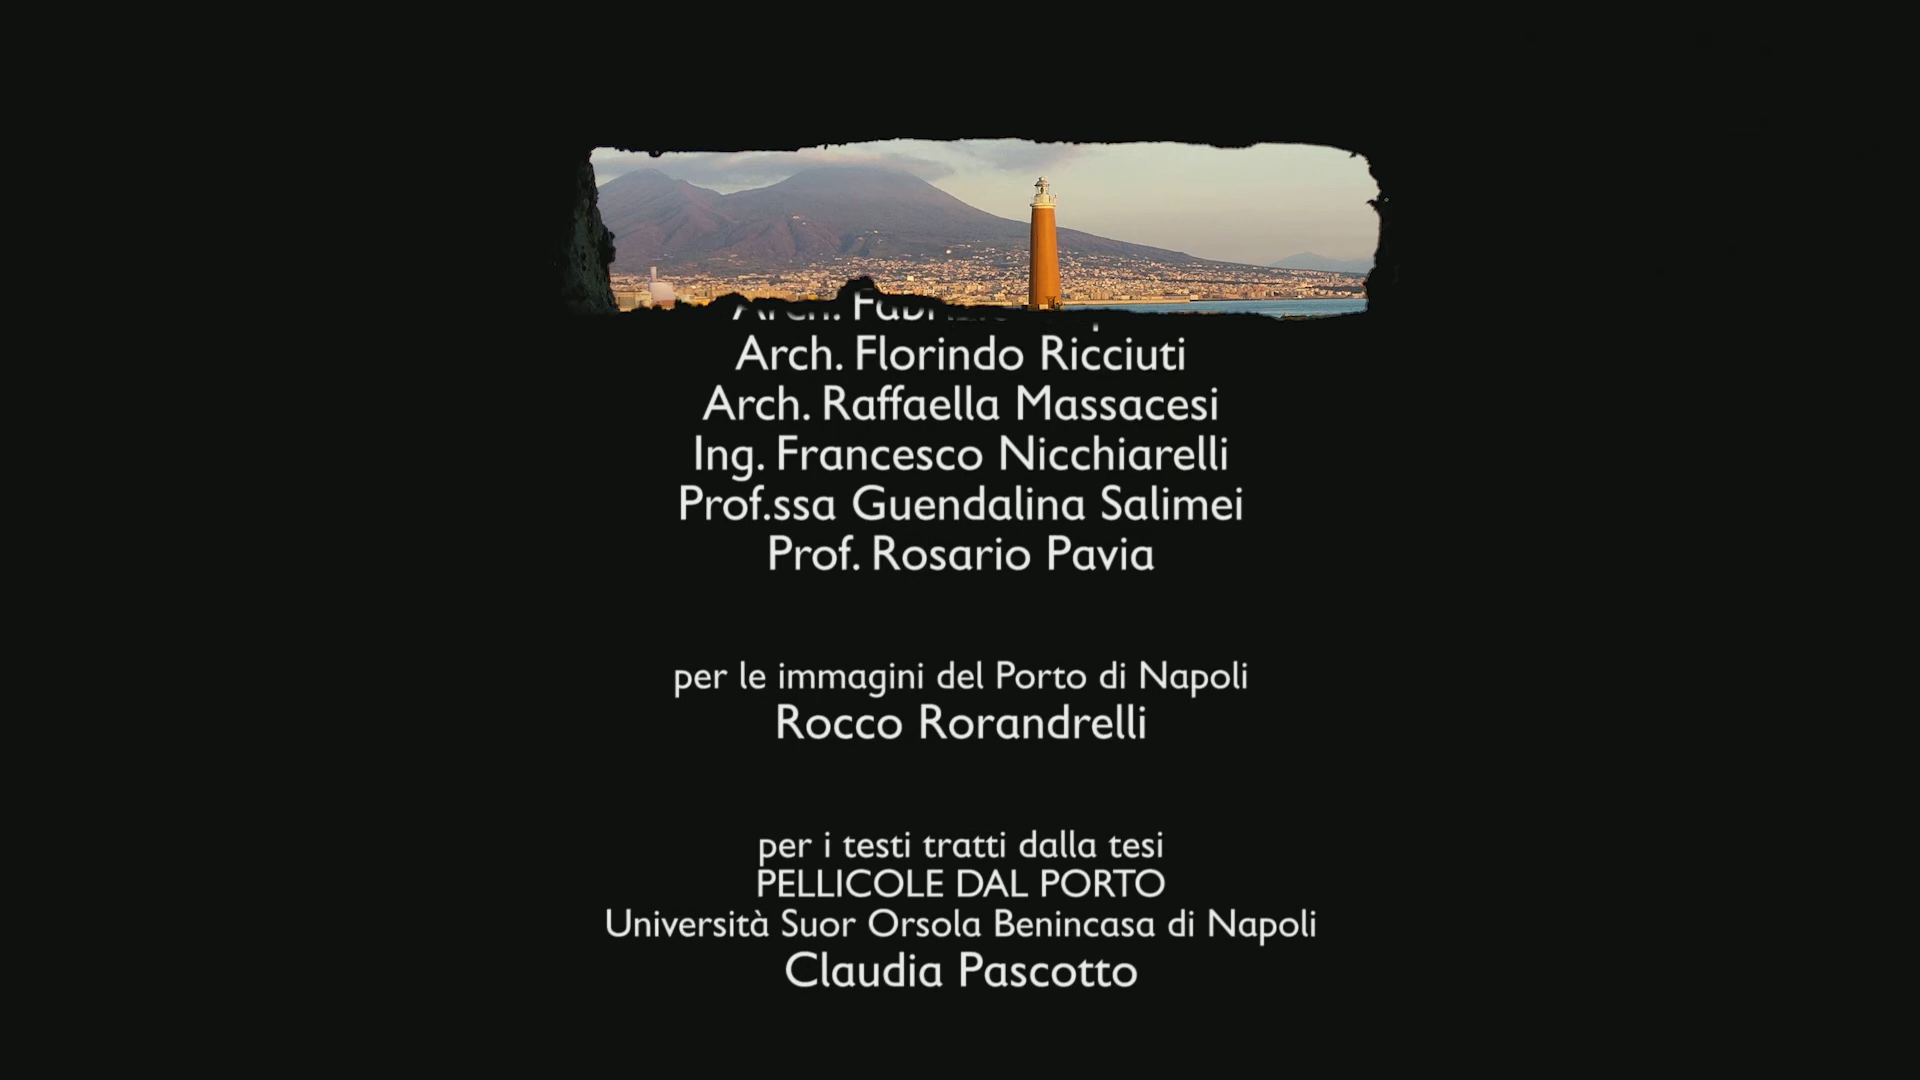 Arch.
Arch. Florindo Ricciuti
Arch. Raffaella Massacesi
Ing. Francesco Nicchiarelli
Prof.ssa Guendalina Salimei
Prof. Rosario Pavia
per le immagini del Porto di Napoli
Rocco Rorandrelli
per i testi tratti dalla tesi
PELLICOLE DAL PORTO
Università Suor Orsola Benincasa di Napoli
Claudia Pascotto